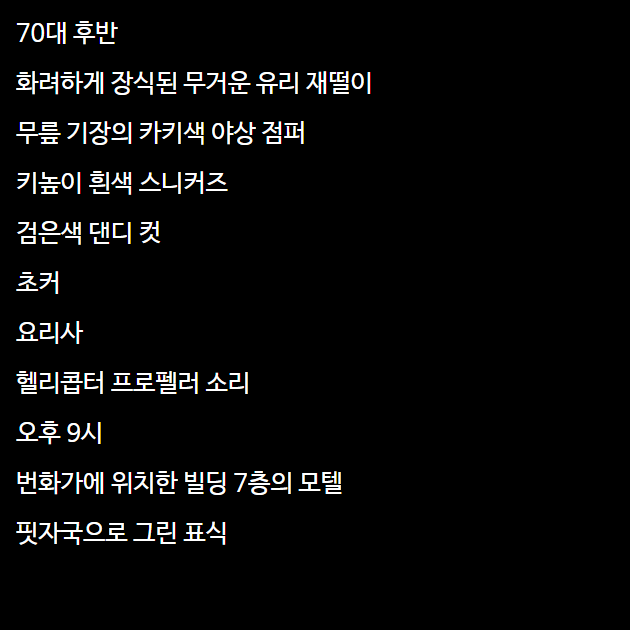 70대 후반
화려하게 장식된 무거운 유리 재떨이
무릎 기장의 카키색 야상 점퍼
키높이 흰색 스니커즈
검은색 댄디 컷
초커
요리사
헬리콥터 프로펠러 소리
오후 9시
번화가에 위치한 빌딩 7층의 모텔
핏자국으로 그린 표식